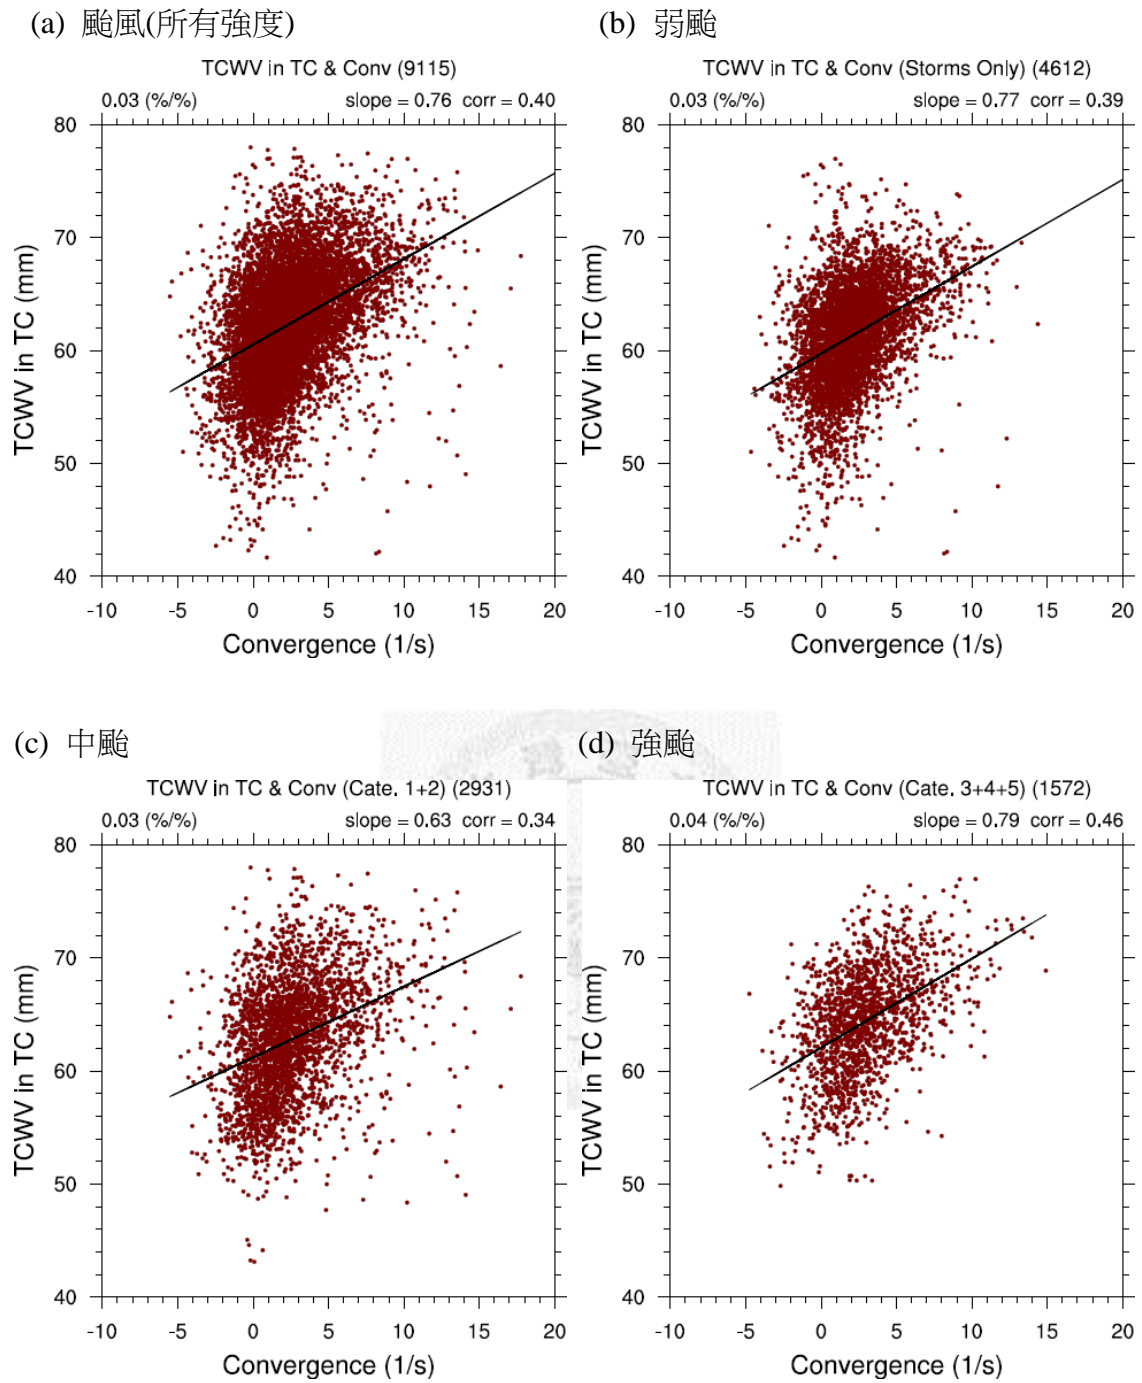 (a) 颱風(所有強度)
(b) 弱颱
TCWV in TC & Conv (9115)
0.03 (%/%)
slope = 0.76 corr = 0.40
80
70
60
50
40
TCWV in TC (mm)
-10 -5 0 5 10 15 20
Convergence (1/s)
TCWV in TC & Conv (Storms Only) (4612)
0.03 (%/%)
slope = 0.77 corr = 0.39
80
70
60
50
40
TCWV in TC (mm)
-10 -5 0 5 10 15 20
Convergence (1/s)
(c) 中颱
(d) 強颱
TCWV in TC & Conv (Cate. 1+2) (2931)
0.03 (%/%)
slope = 0.63 corr = 0.34
80
70
60
50
40
TCWV in TC (mm)
-10 -5 0 5 10 15 20
Convergence (1/s)
TCWV in TC & Conv (Cate. 3+4+5) (1572)
0.04 (%/%)
slope = 0.79 corr = 0.46
80
70
60
50
40
TCWV in TC (mm)
-10 -5 0 5 10 15 20
Convergence (1/s)